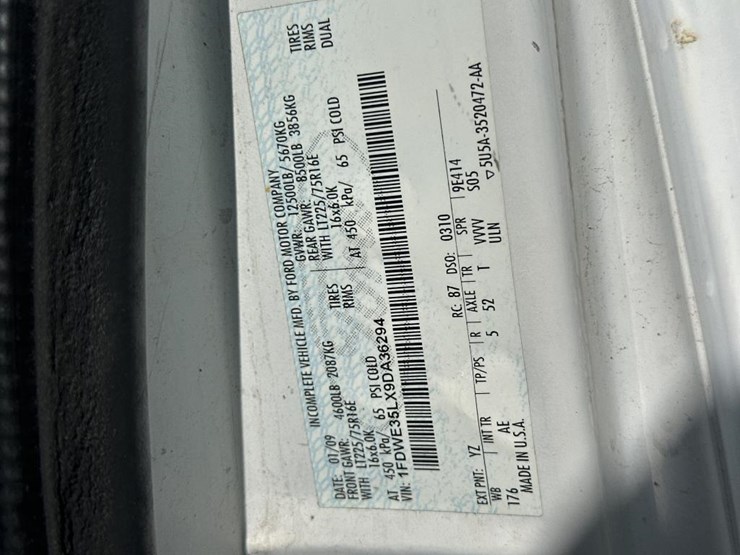 INCOMPLETE VEHICLE MFD. BY FORD MOTOR COMPANY
DATE: 01/09 GVWR: 12500LB/ 5670KG
FRONT GAWR: 4600LB 2087KG REAR GAWR: 8500LB 3856KG
WITH LT225/75R16E TIRES WITH LT225/75R16E TIRES
16x6.0K RIMS 16x6.0K RIMS
AT 450 kPa/ 65 PSI COLD AT 450 kPa/ 65 PSI COLD DUAL
VIN: 1FDWE35LX9DA36294
EXT PNT: YZ RC: 87 DSO: 0310
WB INT TR TP/PS R AXLE TR SPR 9E414
176 AE 5 52 T VVV S05
MADE IN U.S.A. ULN ▽5U5A-3520472-AA